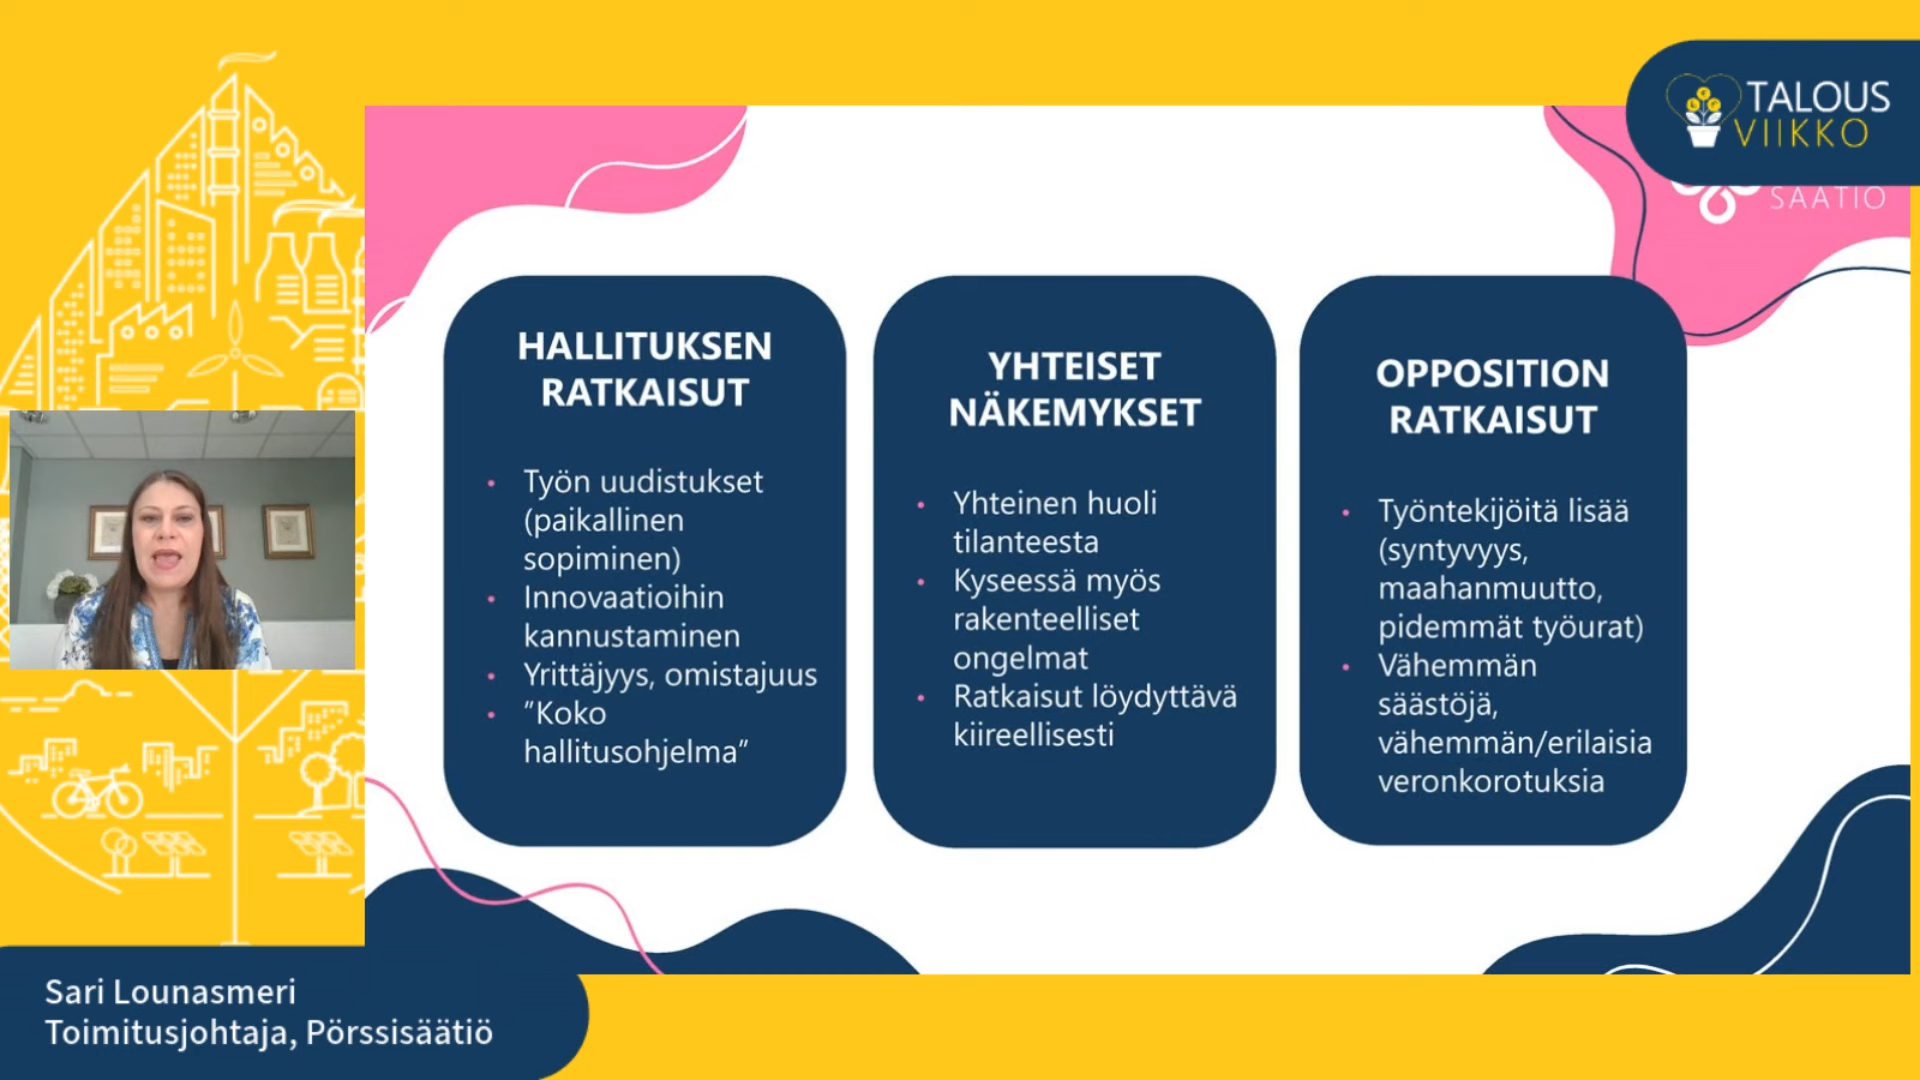 TALOUS
VIIKKO
SÄÄTIÖ
HALLITUKSEN
RATKAISUT
• Työn uudistukset
(paikallinen
sopiminen)
• Innovaatioihin
kannustaminen
• Yrittäjyys, omistajuus
• ”Koko
hallitusohjelma”
YHTEISET
NÄKEMYKSET
• Yhteinen huoli
tilanteesta
• Kyseessä myös
rakenteelliset
ongelmat
• Ratkaisut löydyttävä
kiireellisesti
OPPOSITION
RATKAISUT
• Työntekijöitä lisää
(syntyvyys,
maahanmuutto,
pidemmät työurat)
• Vähemmän
säästöjä,
vähemmän/erilaisia
veronkorotuksia
Sari Lounasmeri
Toimitusjohtaja, Pörssisäätiö